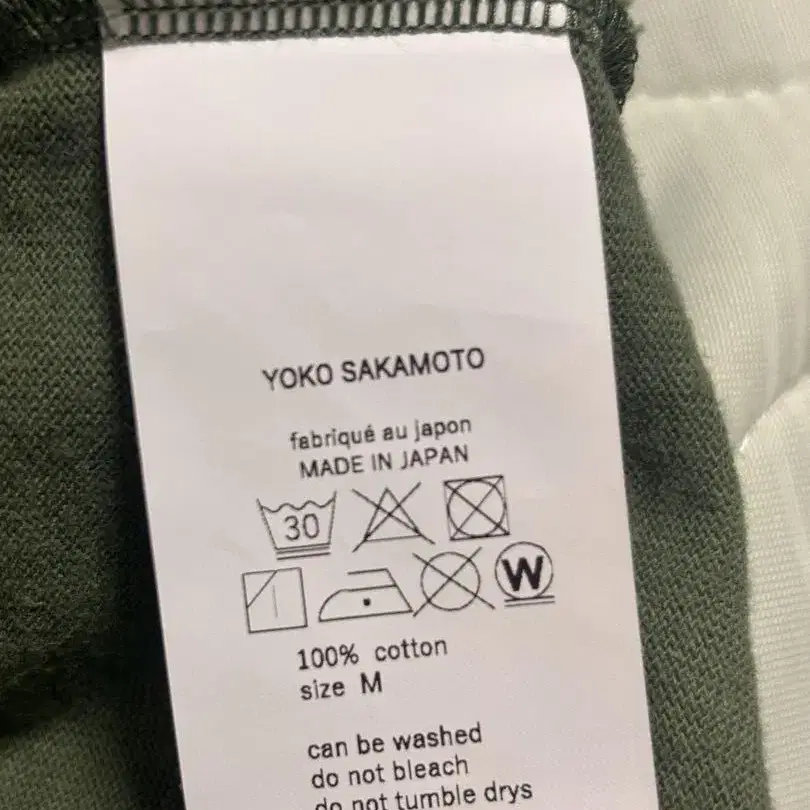 YOKO SAKAMOTO
fabriqué au japon
MADE IN JAPAN
30
W
100% cotton
size M
can be washed
do not bleach
do not tumble drys